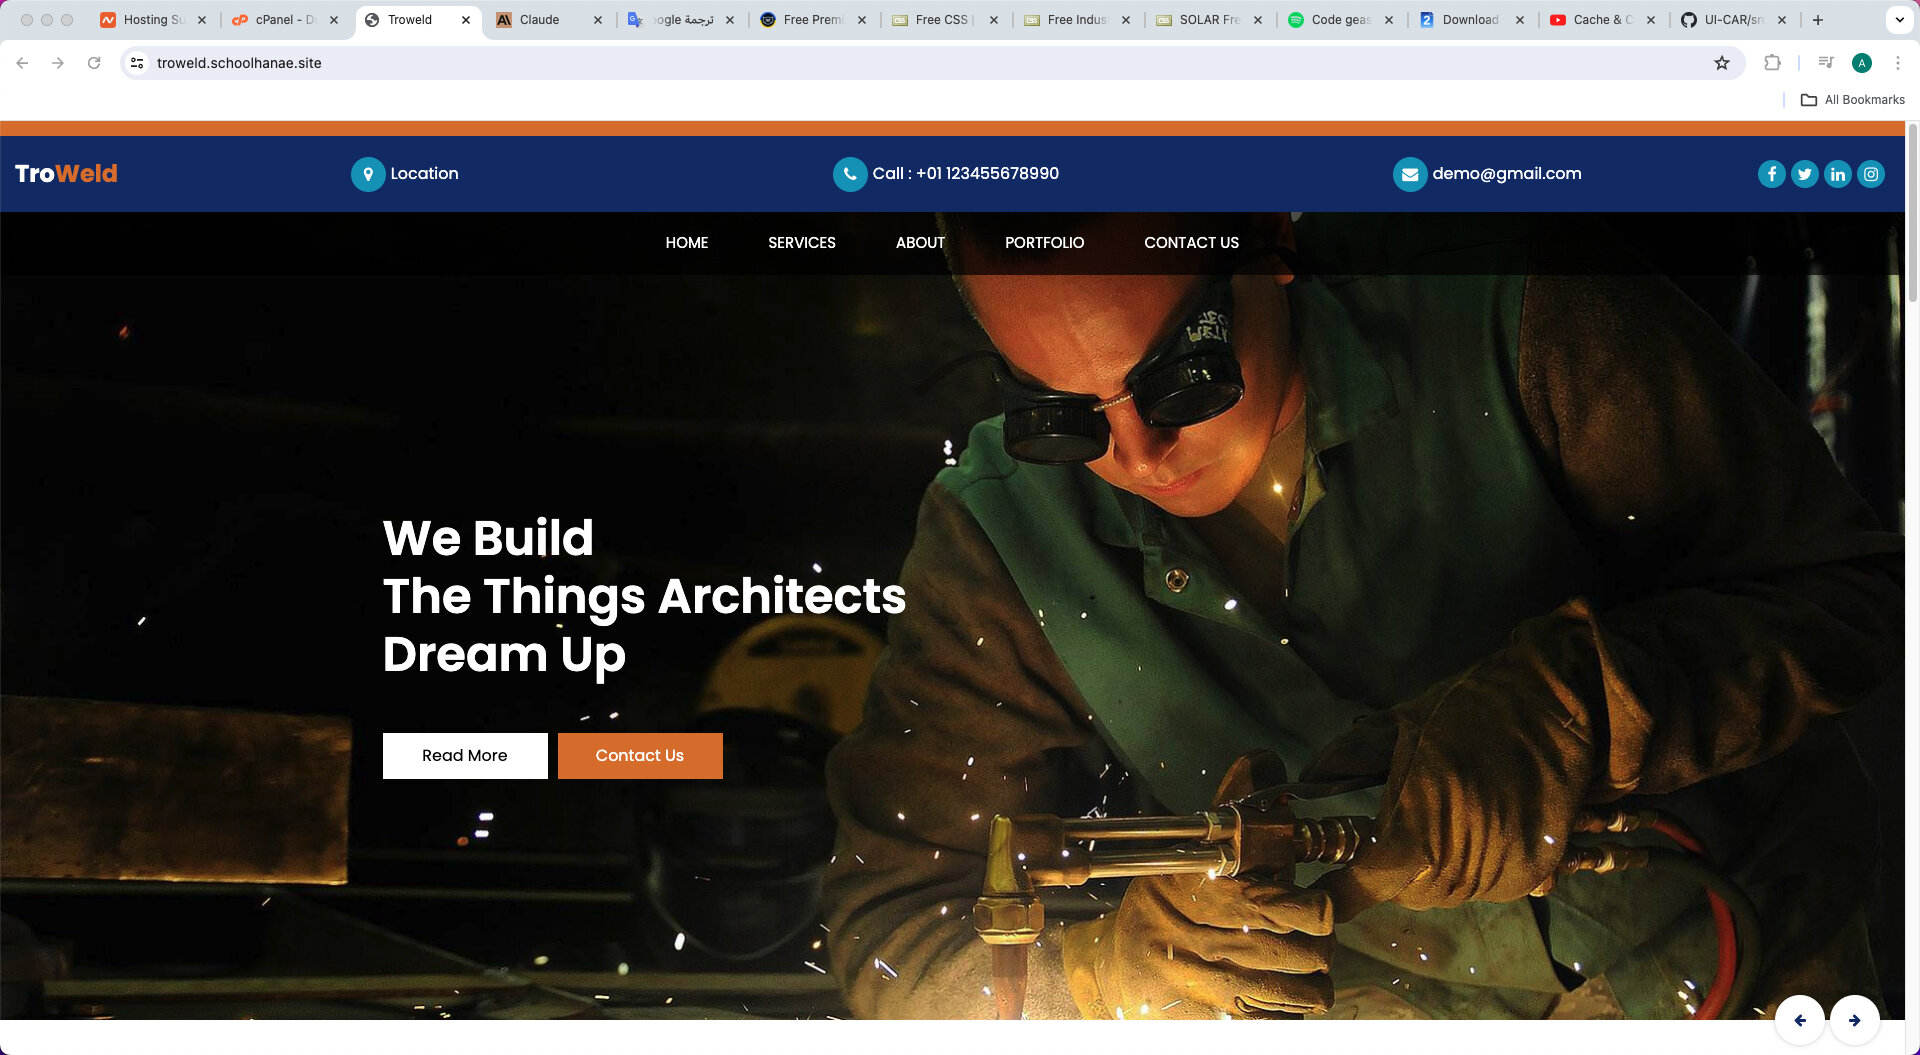 Hosting Su
cPanel - D
Troweld
Claude
oogle ترجمة
Free Premi
Free CSS |
Free Indus
SOLAR Fre
Code geas
Download
Cache & C
UI-CAR/src
troweld.schoolhanae.site
A
All Bookmarks
TroWeld
Location
Call : +01 123455678990
demo@gmail.com
HOME
SERVICES
ABOUT
PORTFOLIO
CONTACT US
We Build
The Things Architects
Dream Up
Read More
Contact Us